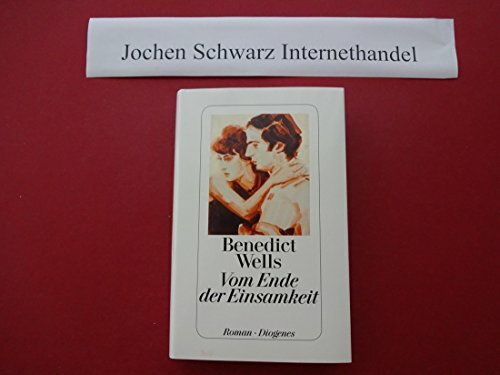 Jochen Schwarz Internethandel
Benedict
Wells
Vom Ende
der Einsamkeit
Roman · Diogenes